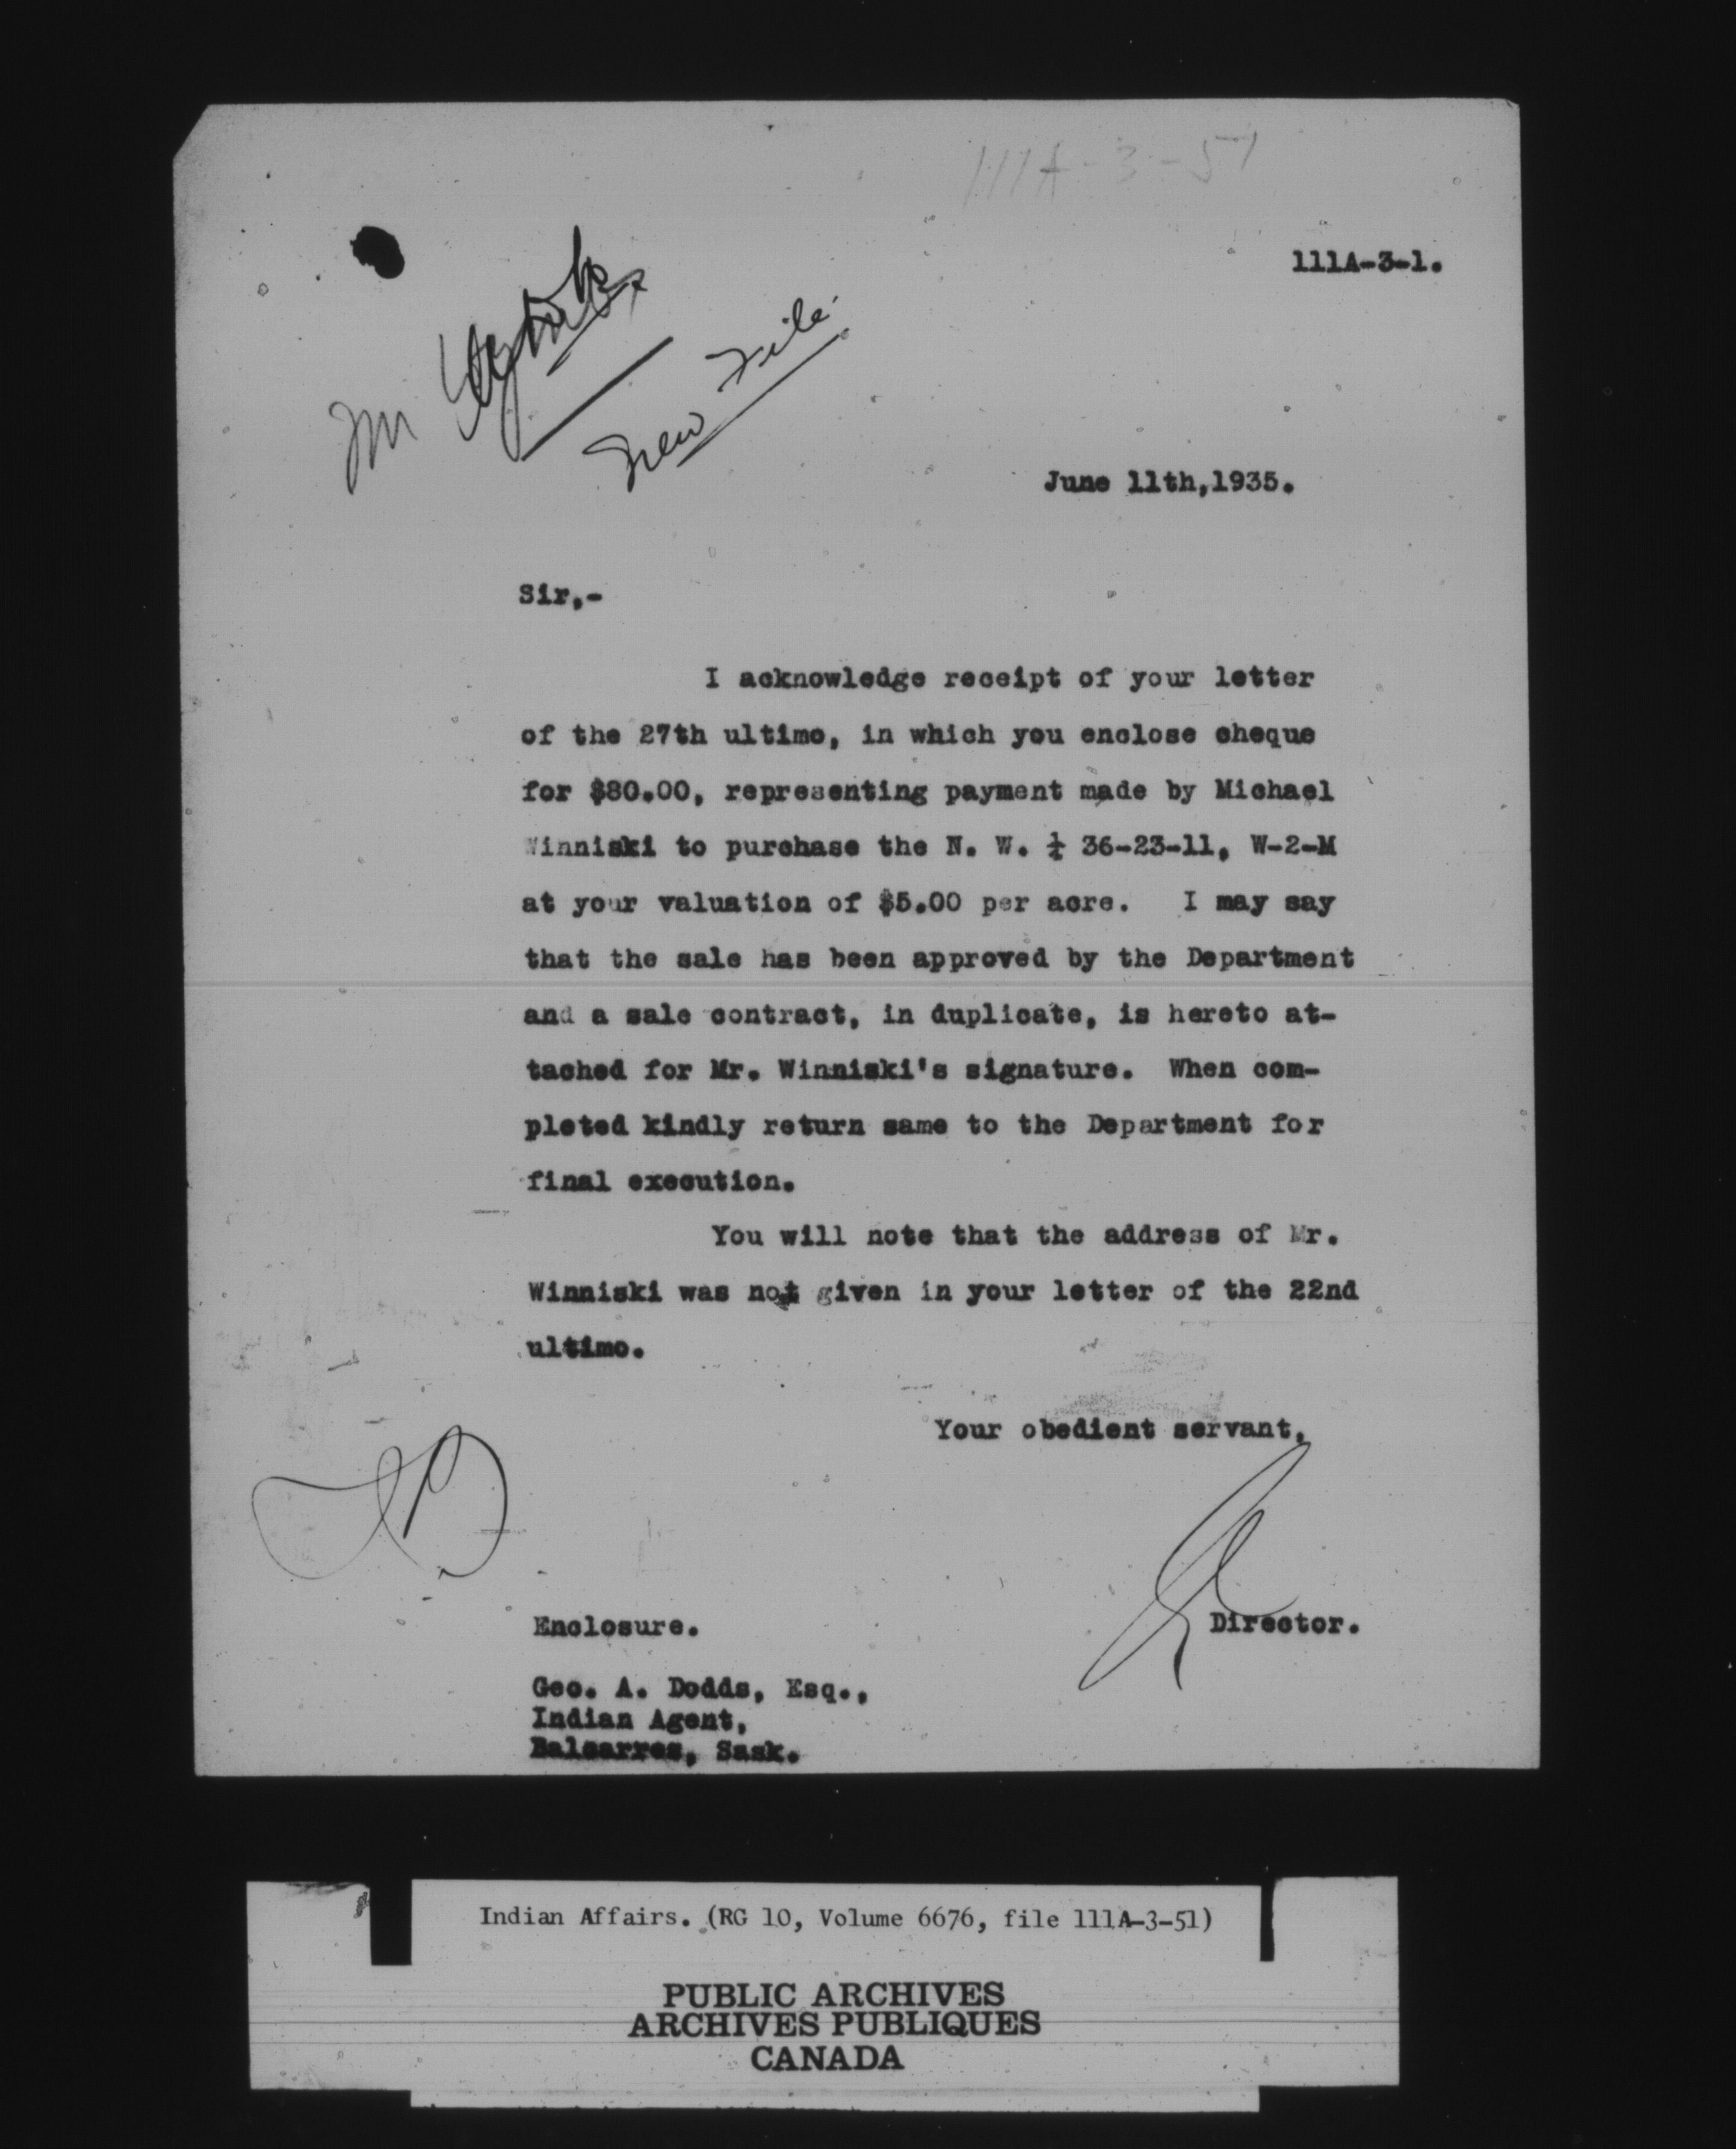 111A-3-51
111A-3-1.
New File
June 11th,1935.
Sir,-
I acknowledge receipt of your letter
of the 27th ultimo, in which you enclose cheque
for $80.00, representing payment made by Michael
Winniski to purchase the N. W. ¼ 36-23-11, W-2-M
at your valuation of $5.00 per acre. I may say
that the sale has been approved by the Department
and a sale contract, in duplicate, is hereto at-
tached for Mr. Winniski's signature. When com-
pleted kindly return same to the Department for
final execution.
You will note that the address of Mr.
Winniski was not given in your letter of the 22nd
ultimo.
Your obedient servant,
Director.
Enclosure.
Geo. A. Dodds, Esq.,
Indian Agent,
Balcarres, Sask.
Indian Affairs. (RG 10, Volume 6676, file 111A-3-51)
PUBLIC ARCHIVES
ARCHIVES PUBLIQUES
CANADA